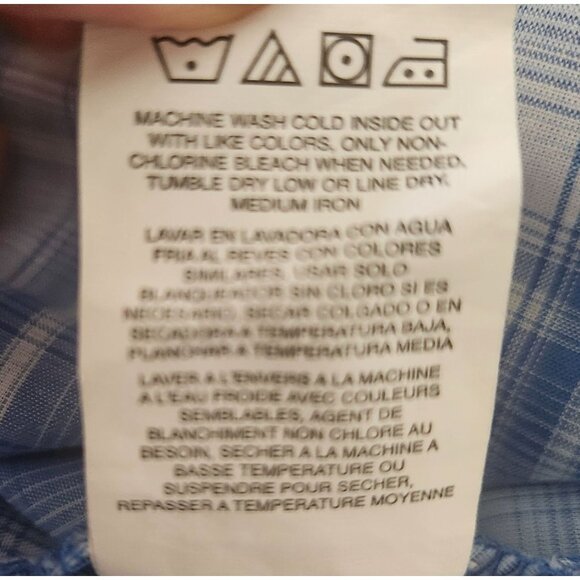 MACHINE WASH COLD INSIDE OUT
WITH LIKE COLORS, ONLY NON-
CHLORINE BLEACH WHEN NEEDED,
TUMBLE DRY LOW OR LINE DRY,
MEDIUM IRON
LAVAR EN LAVADORA CON AGUA
FRIA AL REVES CON COLORES
SIMILARES, USAR SOLO
BLANQUEADOR SIN CLORO SI ES
NECESARIO, SECAR COLGADO O EN
SECADORA A TEMPERATURA BAJA,
PLANCHAR A TEMPERATURA MEDIA
LAVER A L'ENVERS A LA MACHINE
A L'EAU FROIDE AVEC COULEURS
SEMBLABLES, AGENT DE
BLANCHIMENT NON CHLORE AU
BESOIN, SECHER A LA MACHINE A
BASSE TEMPERATURE OU
SUSPENDRE POUR SECHER,
REPASSER A TEMPERATURE MOYENNE